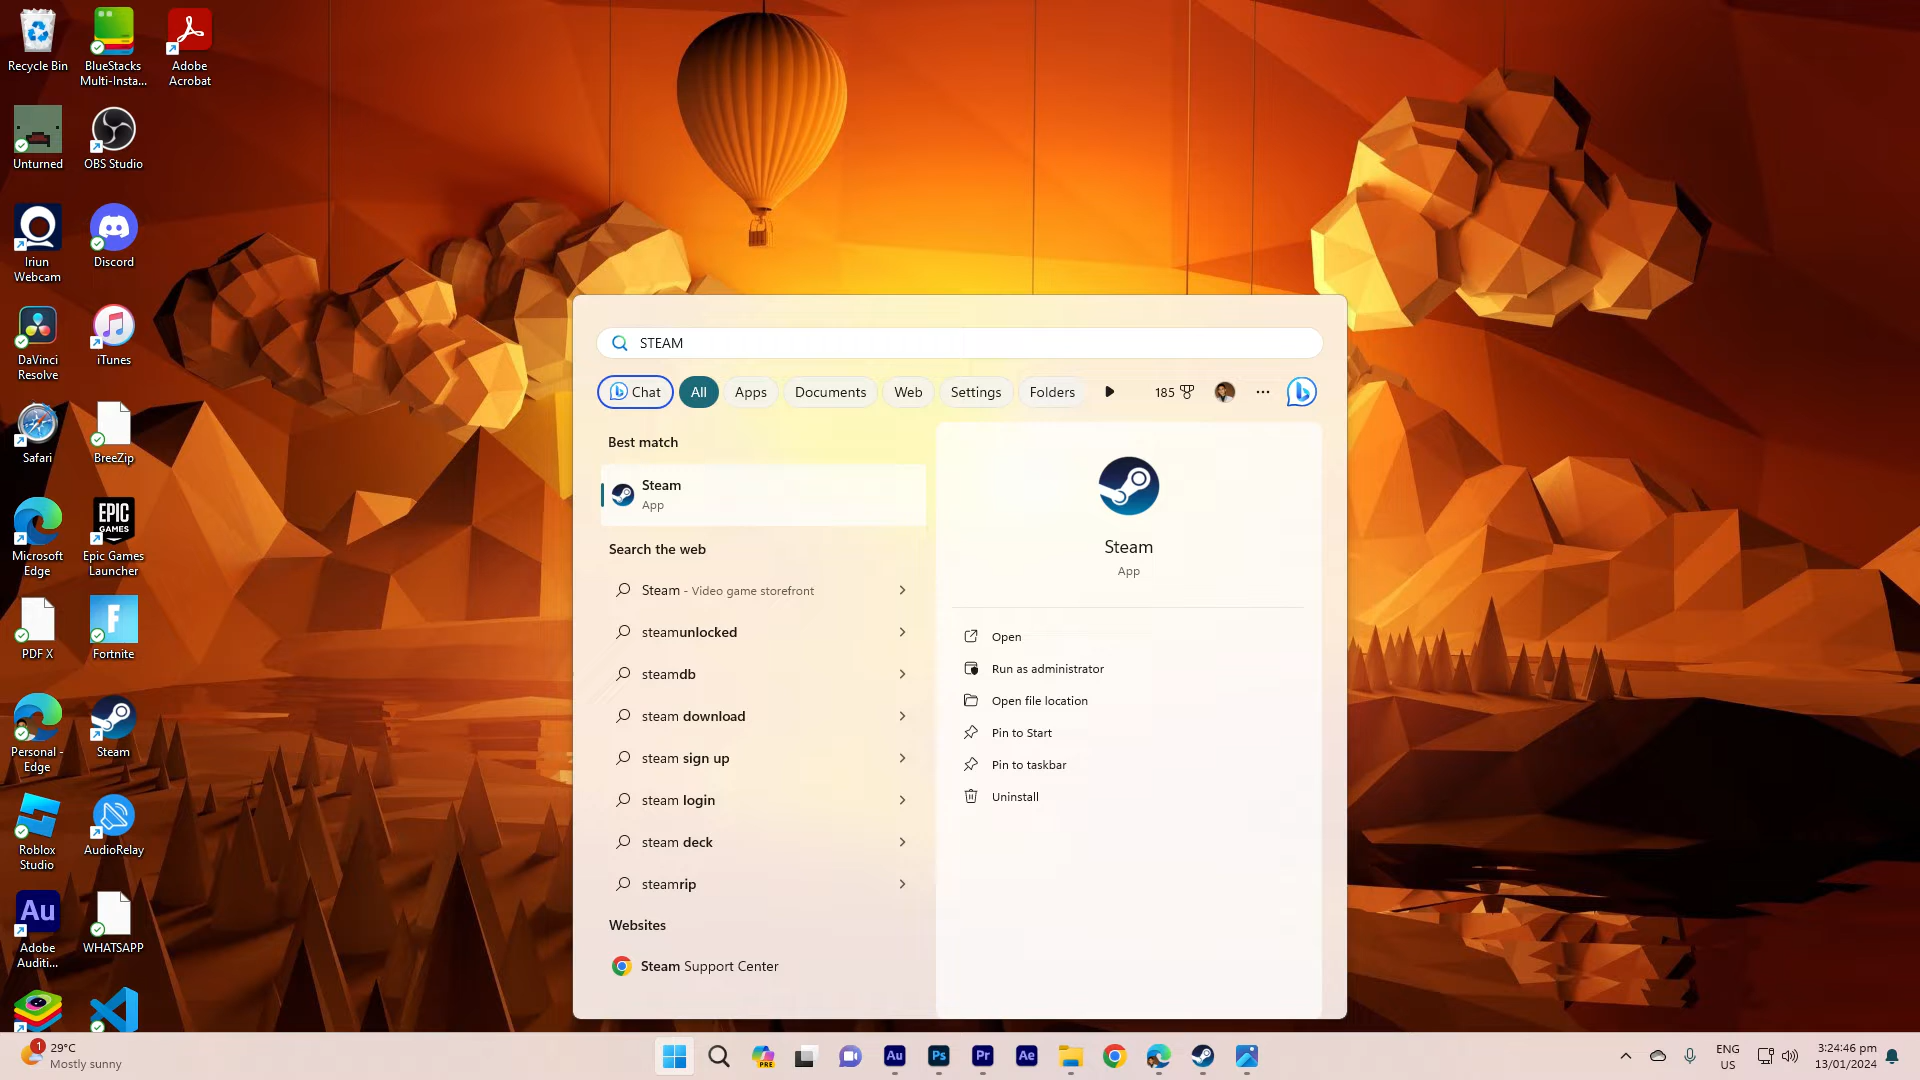 Recycle Bin
BlueStacks
Multi-Insta...
Adobe
Acrobat
Unturned
OBS Studio
Iriun
Webcam
Discord
DaVinci
Resolve
iTunes
Safari
BreeZip
Microsoft
Edge
EPIC
GAMES
Epic Games
Launcher
PDF X
F
Fortnite
Personal -
Edge
Steam
Roblox
Studio
AudioRelay
Au
Adobe
Auditi...
WHATSAPP
STEAM
Chat
All
Apps
Documents
Web
Settings
Folders
185
Best match
Steam
App
Search the web
Steam - Video game storefront
steamunlocked
steamdb
steam download
steam sign up
steam login
steam deck
steamrip
Websites
Steam Support Center
Steam
App
Open
Run as administrator
Open file location
Pin to Start
Pin to taskbar
Uninstall
1
29°C
Mostly sunny
PRE
Au
Ps
Pr
Ae
ENG
US
3:24:46 pm
13/01/2024